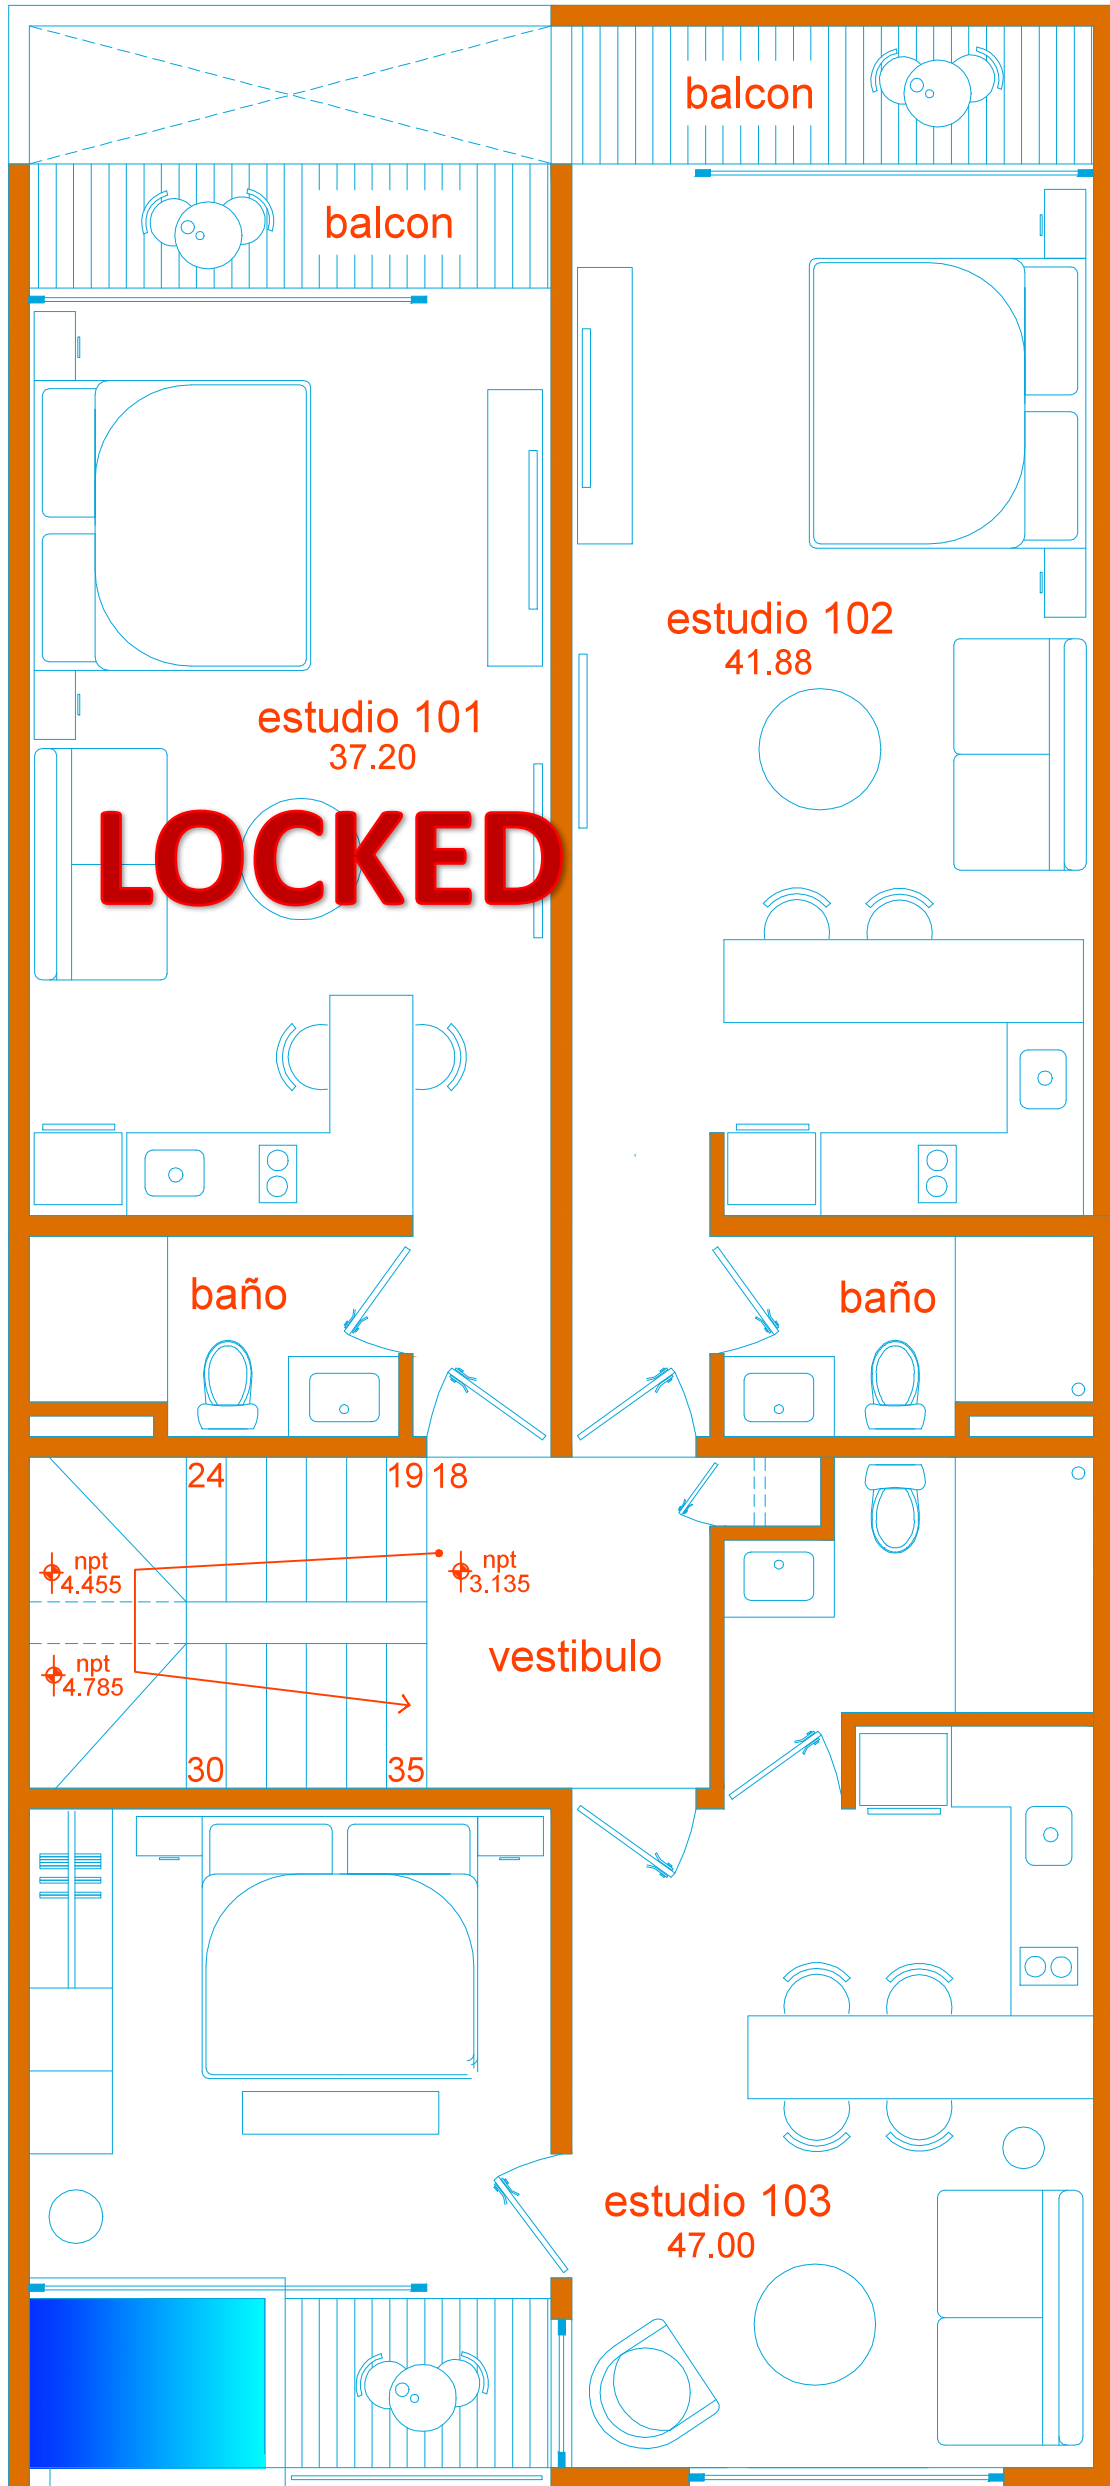 balcon
balcon
estudio 102
41.88
estudio 101
37.20
LOCKED
baño
baño
24
19 18
npt
4.455
npt
3.135
vestibulo
npt
4.785
30
35
estudio 103
47.00